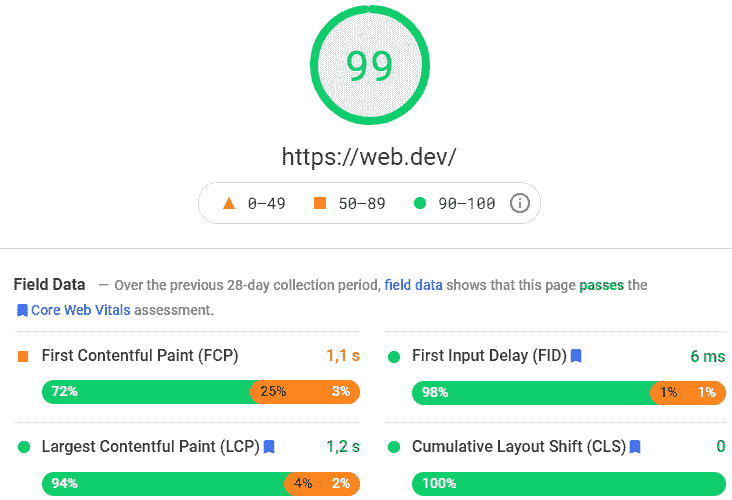 99
https://web.dev/
0–49 50–89 90–100
Field Data — Over the previous 28-day collection period, field data shows that this page passes the
Core Web Vitals assessment.
First Contentful Paint (FCP) 1,1 s
72% 25% 3%
First Input Delay (FID) 6 ms
98% 1% 1%
Largest Contentful Paint (LCP) 1,2 s
94% 4% 2%
Cumulative Layout Shift (CLS) 0
100%